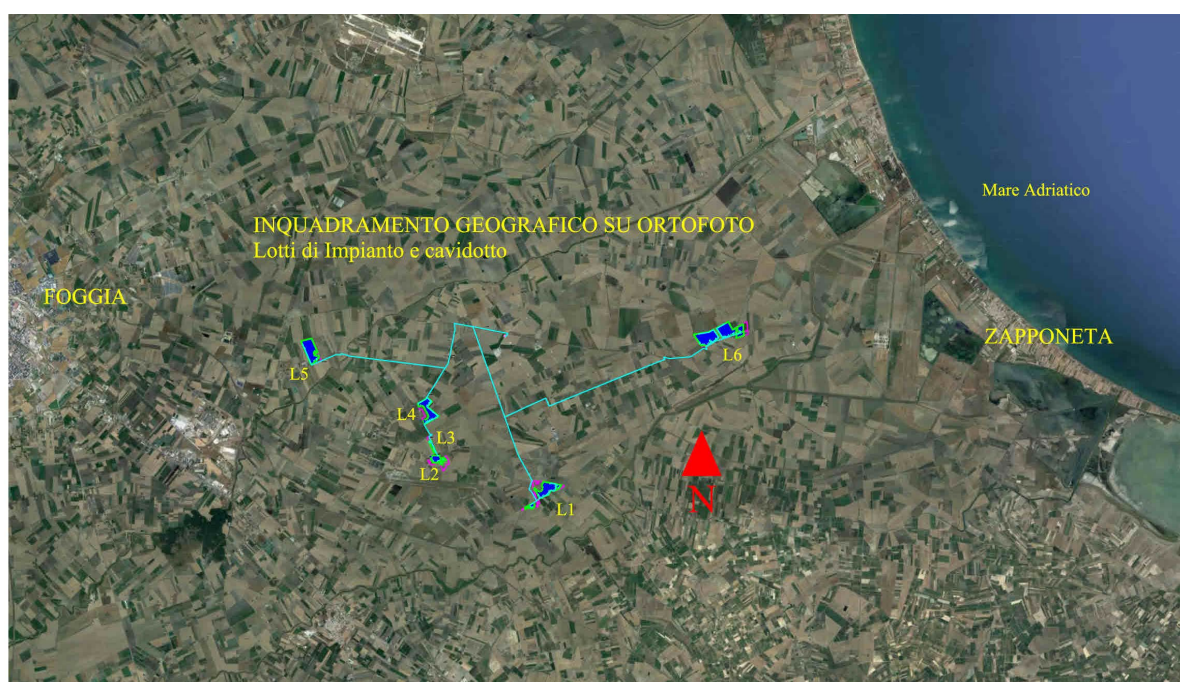 Mare Adriatico
INQUADRAMENTO GEOGRAFICO SU ORTOFOTO
Lotti di Impianto e cavidotto
FOGGIA
ZAPPONETA
L6
L5
L4
L3
L2
N
L1